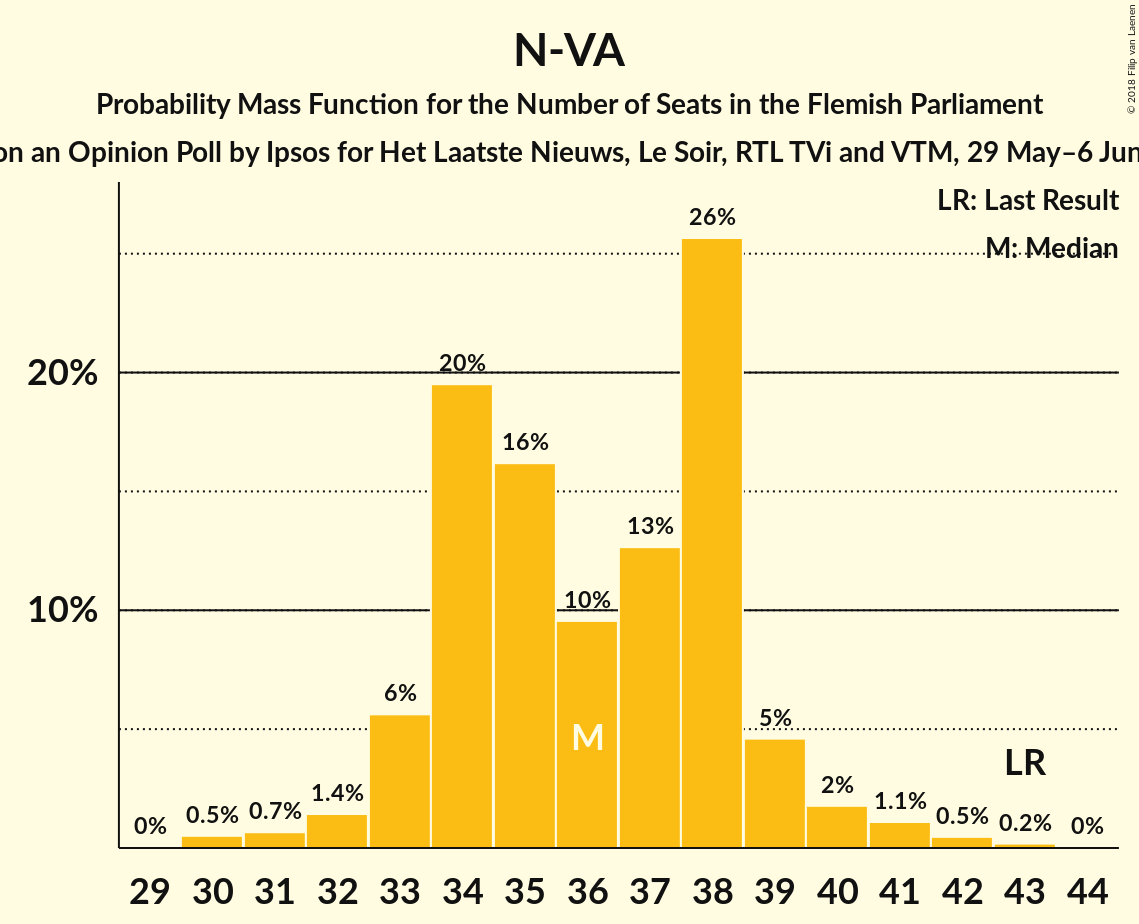 N-VA
Probability Mass Function for the Number of Seats in the Flemish Parliament
on an Opinion Poll by Ipsos for Het Laatste Nieuws, Le Soir, RTL TVi and VTM, 29 May–6 Jun
© 2018 Filip van Laenen
LR: Last Result
M: Median
20%
10%
0% 0.5% 0.7% 1.4% 6% 20% 16% 10% 13% 26% 5% 2% 1.1% 0.5% 0.2% 0%
M
LR
29 30 31 32 33 34 35 36 37 38 39 40 41 42 43 44